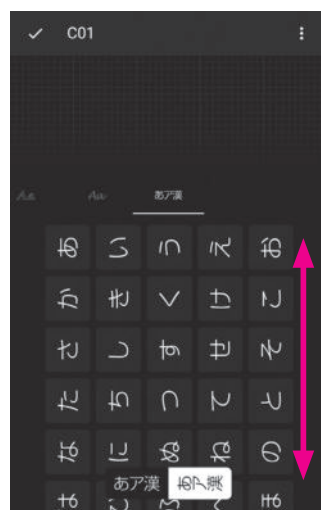 C01
Aa Aa あア漢
あ い う え お
か き く け こ
さ し す せ そ
た ち つ て と
な に ぬ ね の
あア漢 あア漢